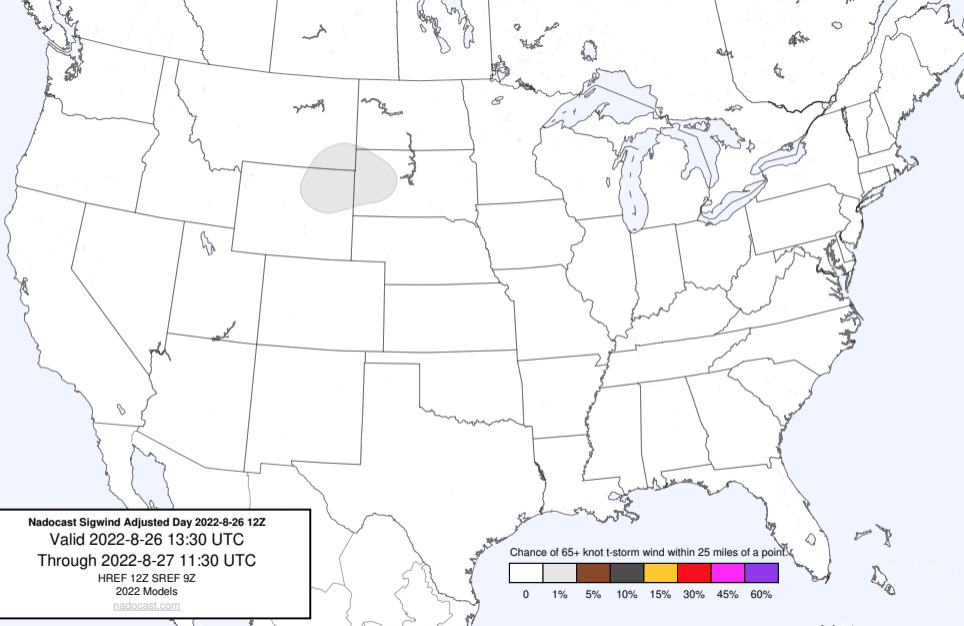 Nadocast Sigwind Adjusted Day 2022-8-26 12Z
Valid 2022-8-26 13:30 UTC
Through 2022-8-27 11:30 UTC
HREF 12Z SREF 9Z
2022 Models
nadocast.com
Chance of 65+ knot t-storm wind within 25 miles of a point.
0 1% 5% 10% 15% 30% 45% 60%